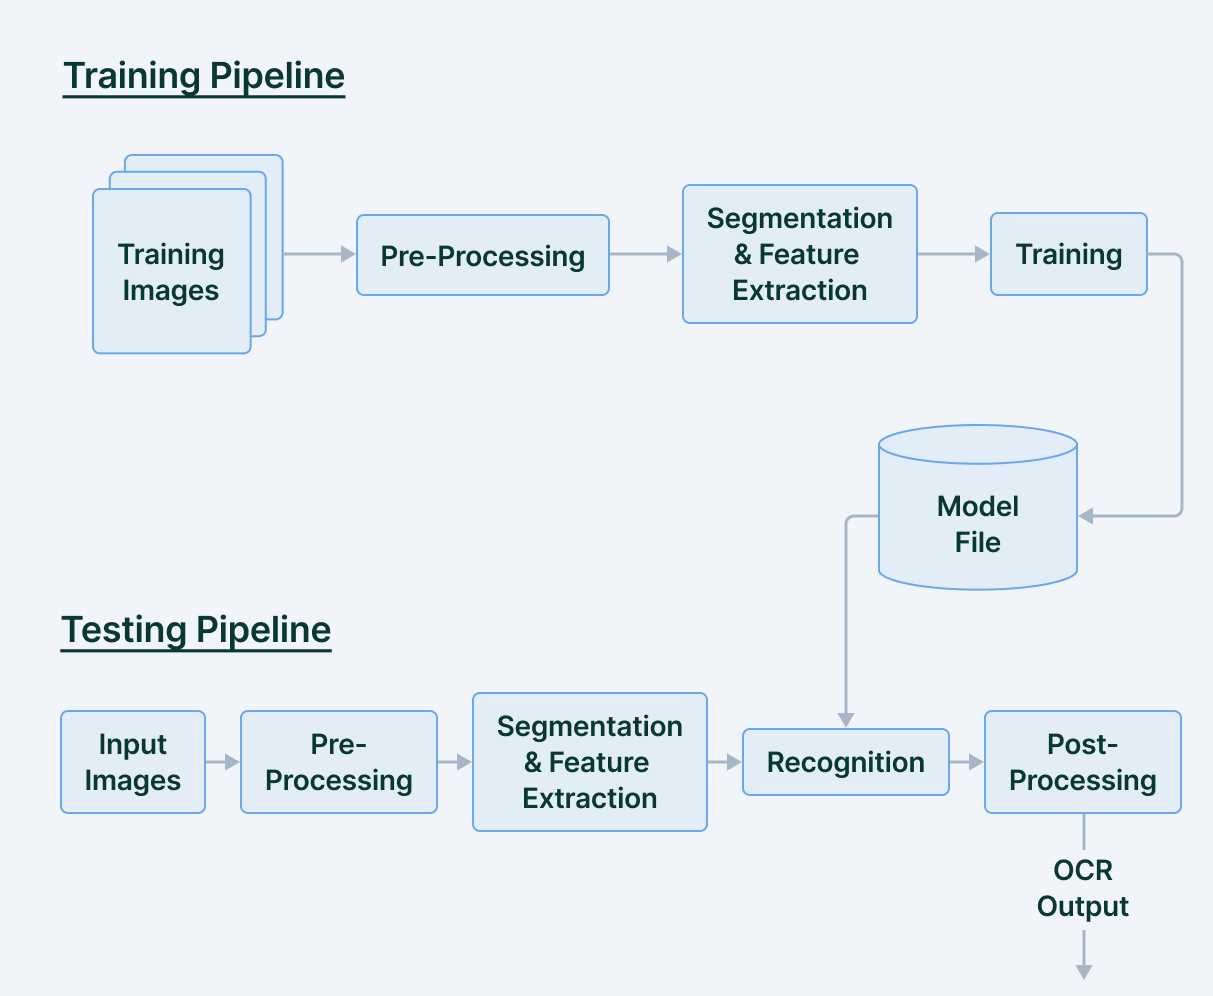 Training Pipeline
Training
Images
Pre-Processing
Segmentation
& Feature
Extraction
Training
Model
File
Testing Pipeline
Input
Images
Pre-
Processing
Segmentation
& Feature
Extraction
Recognition
Post-
Processing
OCR
Output